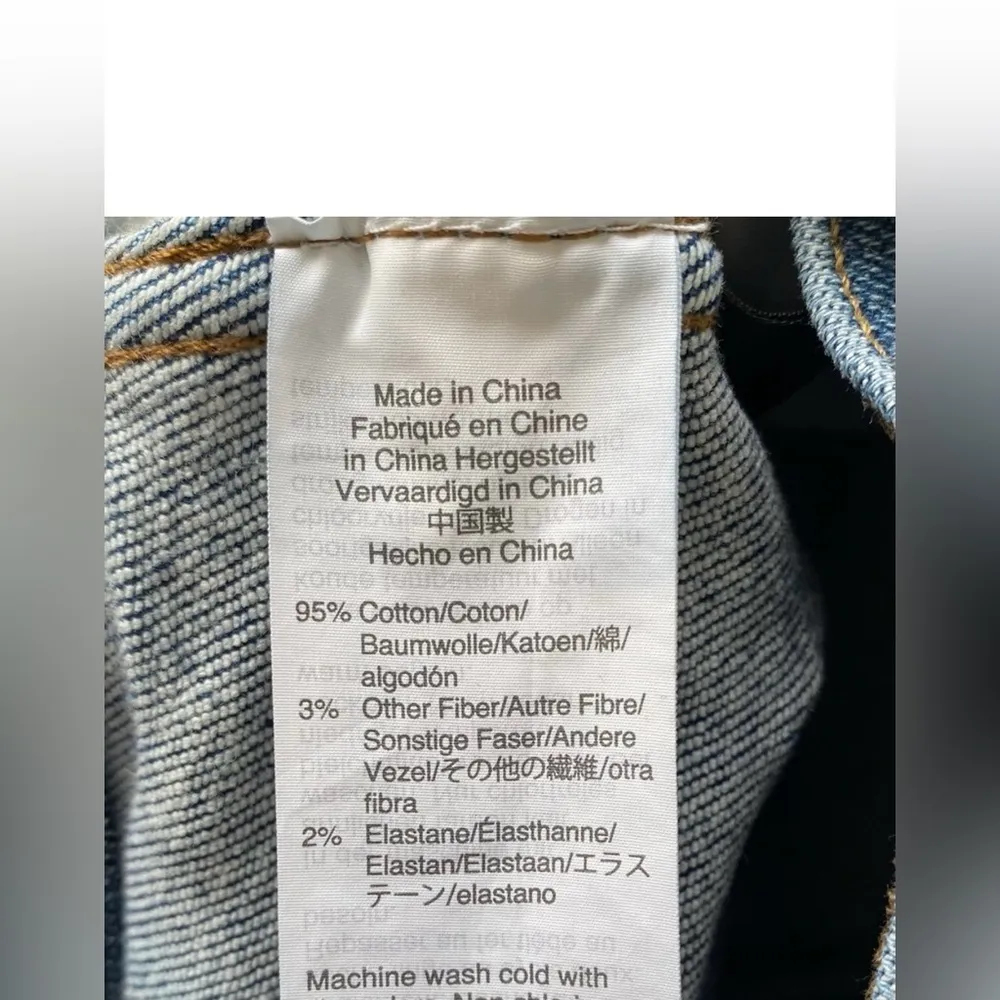 Made in China
Fabriqué en Chine
in China Hergestellt
Vervaardigd in China
中国製
Hecho en China
95% Cotton/Coton/
Baumwolle/Katoen/綿/
algodón
3% Other Fiber/Autre Fibre/
Sonstige Faser/Andere
Vezel/その他の繊維/otra
fibra
2% Elastane/Élasthanne/
Elastan/Elastaan/エラス
テーン/elastano
Machine wash cold with